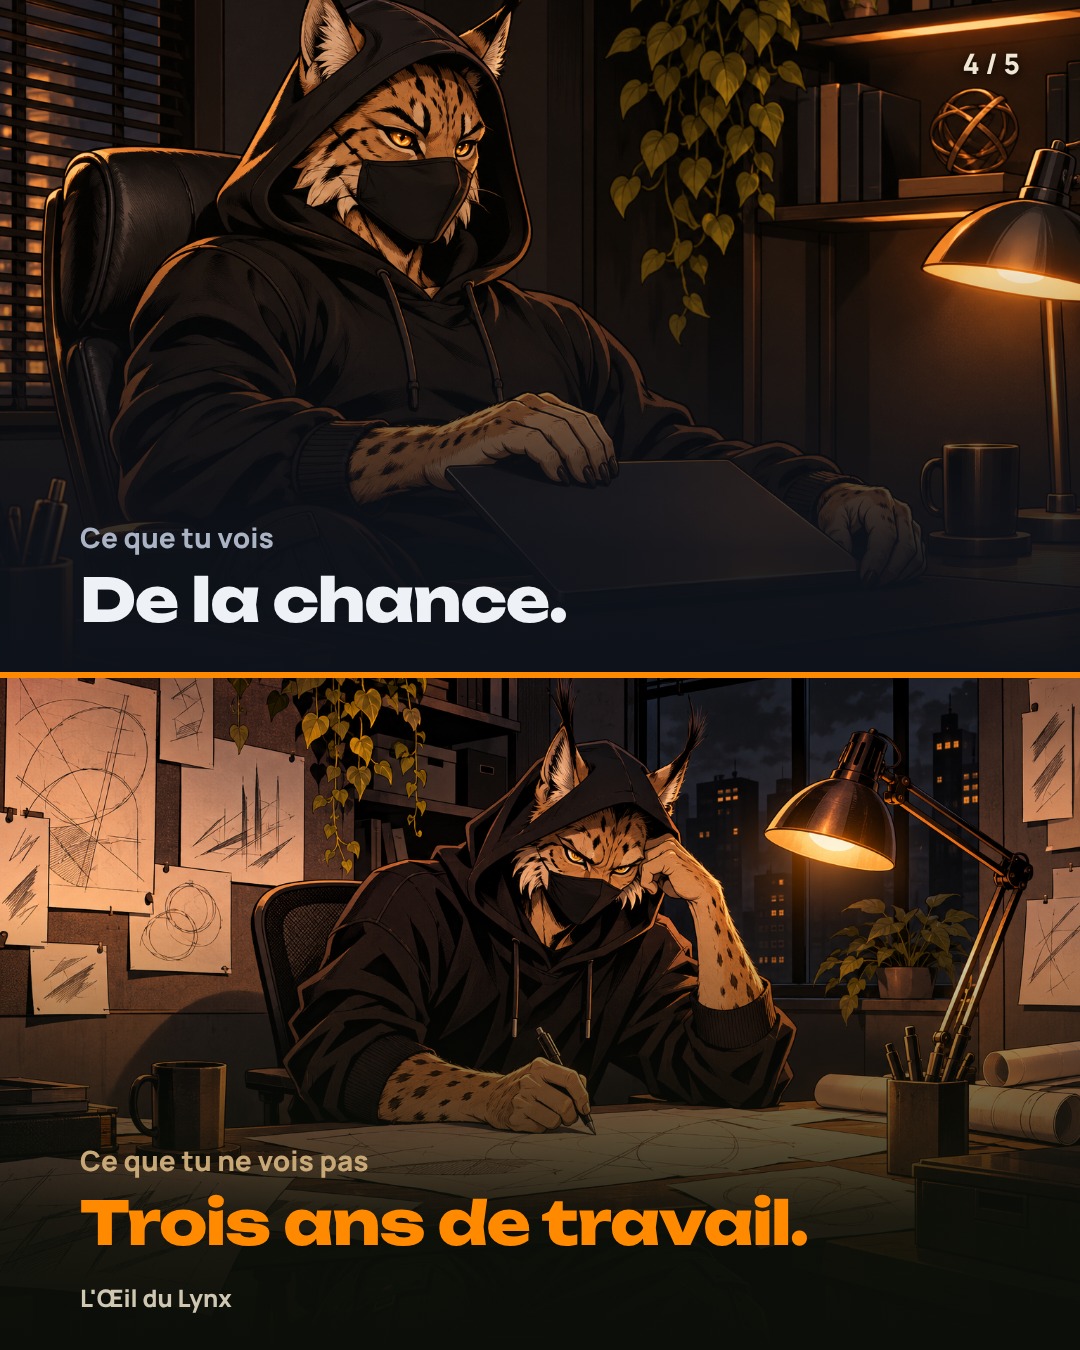 4 / 5
Ce que tu vois
De la chance.
Ce que tu ne vois pas
Trois ans de travail.
L'Œil du Lynx